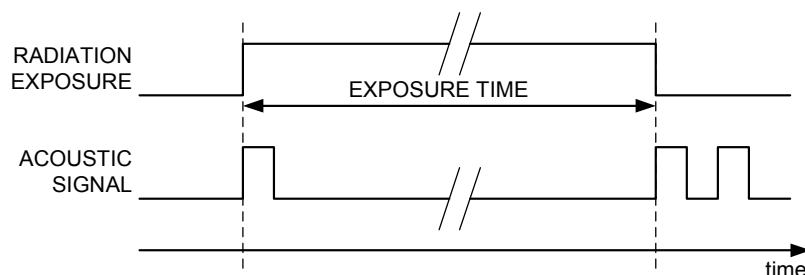 RADIATION
EXPOSURE
EXPOSURE TIME
ACOUSTIC
SIGNAL
time